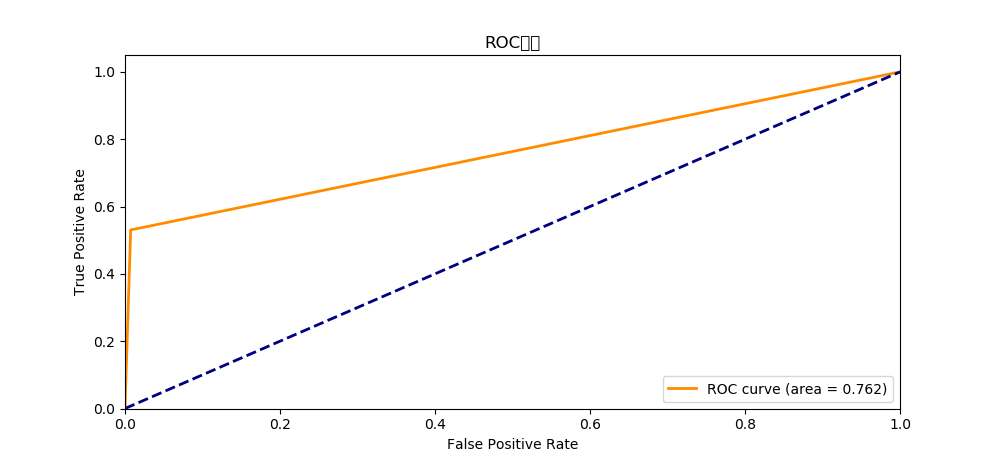 ROC
1.0
0.8
0.6
0.4
0.2
0.0
True Positive Rate
0.0 0.2 0.4 0.6 0.8 1.0
False Positive Rate
ROC curve (area = 0.762)